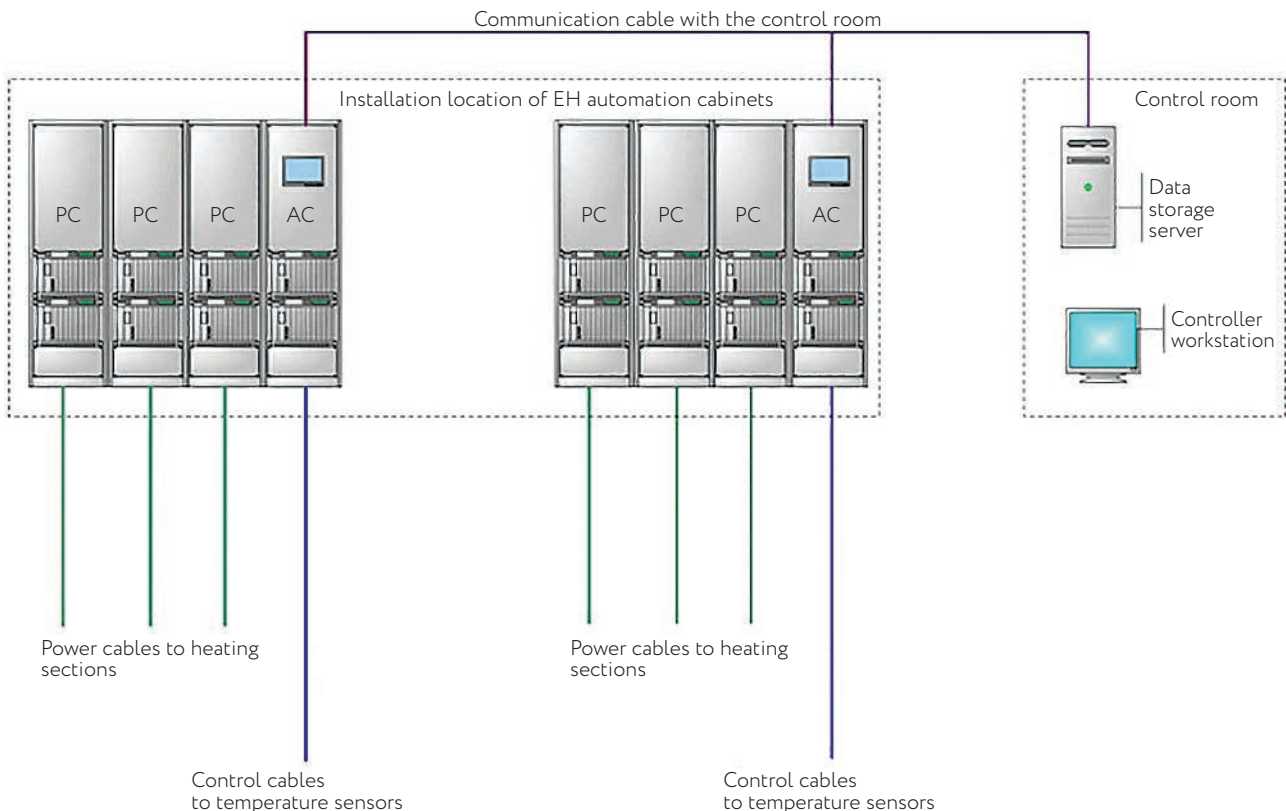 Communication cable with the control room
Installation location of EH automation cabinets
Control room
PC
PC
PC
AC
PC
PC
PC
AC
Data
storage
server
Controller
workstation
Power cables to heating
sections
Power cables to heating
sections
Control cables
to temperature sensors
Control cables
to temperature sensors